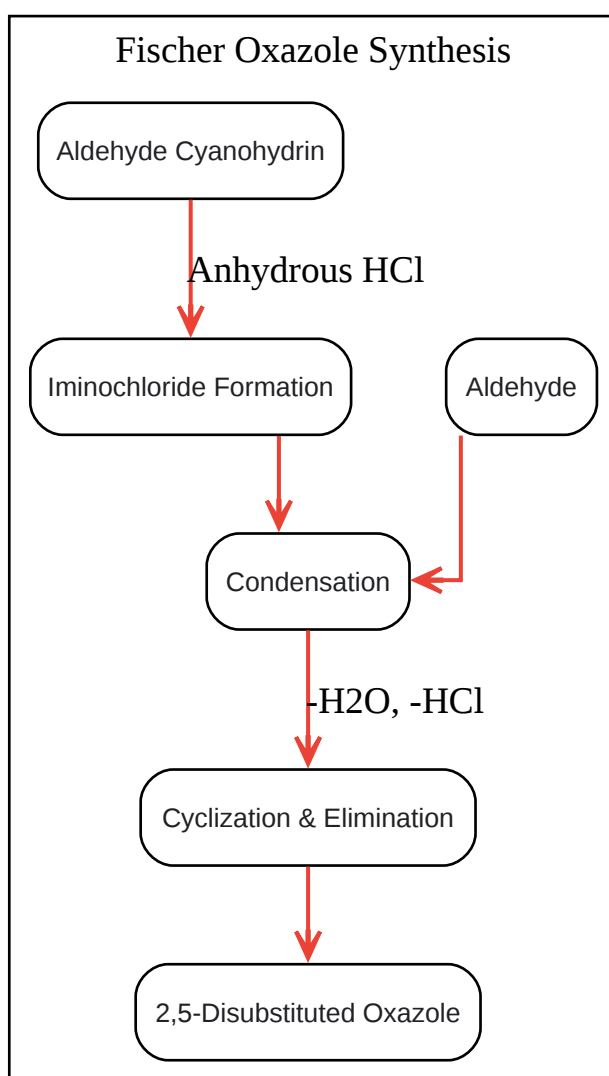 Fischer Oxazole Synthesis
Aldehyde Cyanohydrin
Anhydrous HCl
Iminochloride Formation
Aldehyde
Condensation
-H2O, -HCl
Cyclization & Elimination
2,5-Disubstituted Oxazole